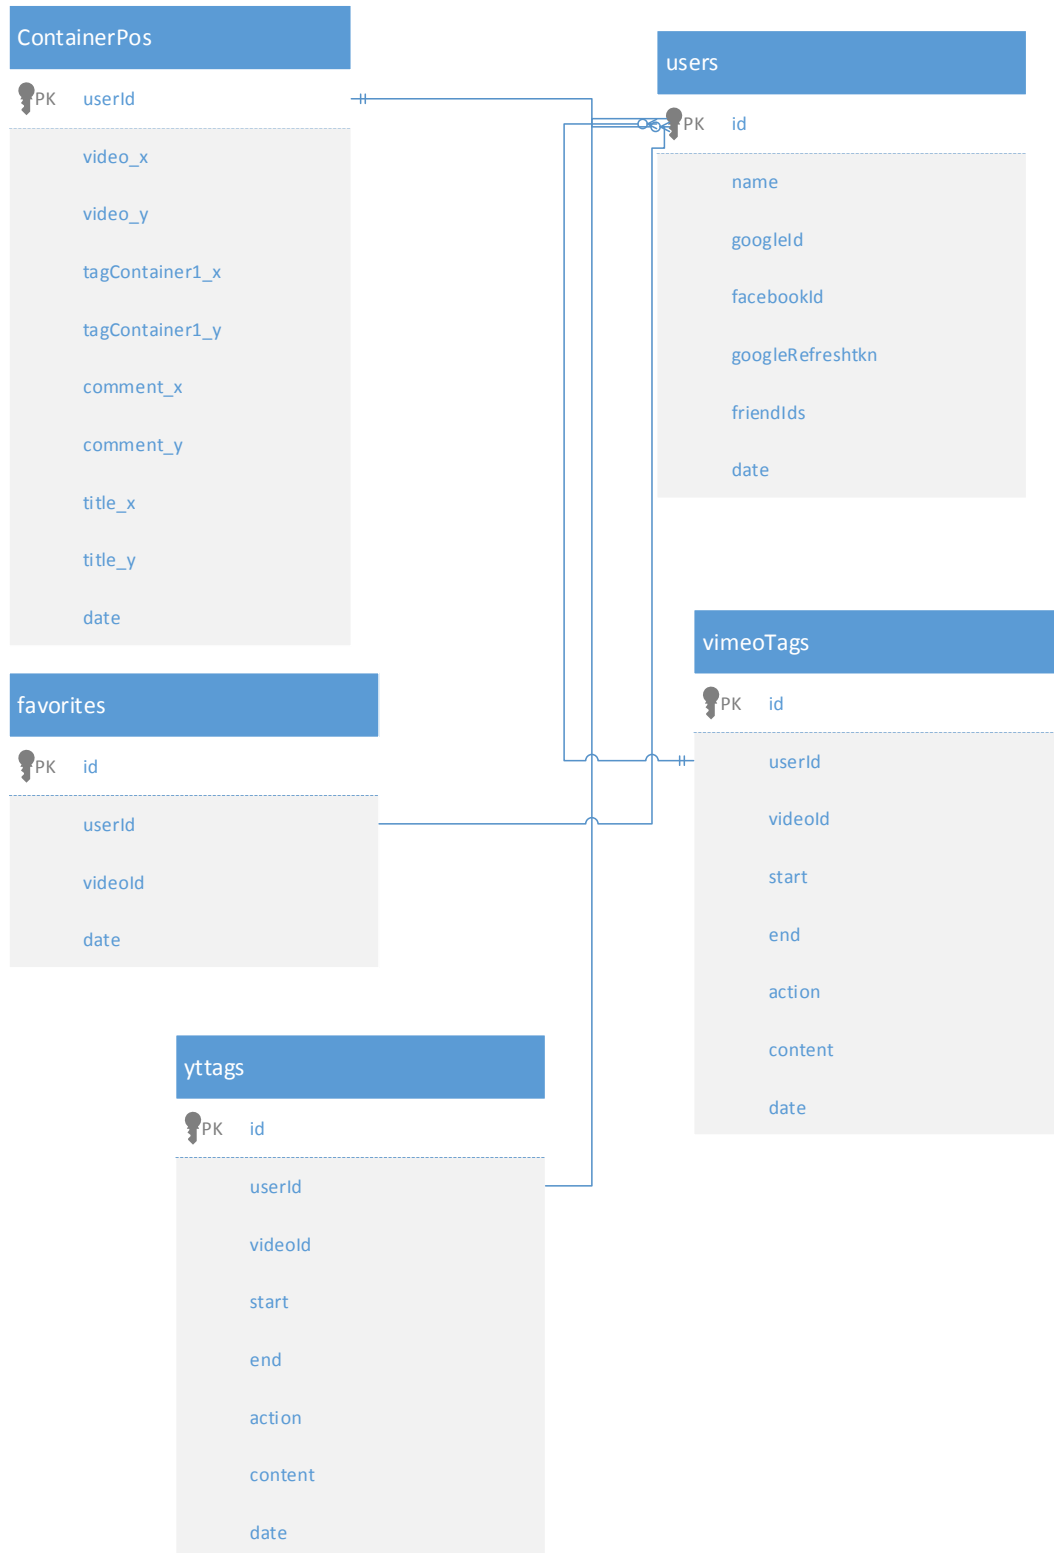 ContainerPos
PK userId
video_x
video_y
tagContainer1_x
tagContainer1_y
comment_x
comment_y
title_x
title_y
date
users
PK id
name
googleId
facebookId
googleRefreshtkn
friendIds
date
favorites
PK id
userId
videoId
date
vimeoTags
PK id
userId
videoId
start
end
action
content
date
yttags
PK id
userId
videoId
start
end
action
content
date